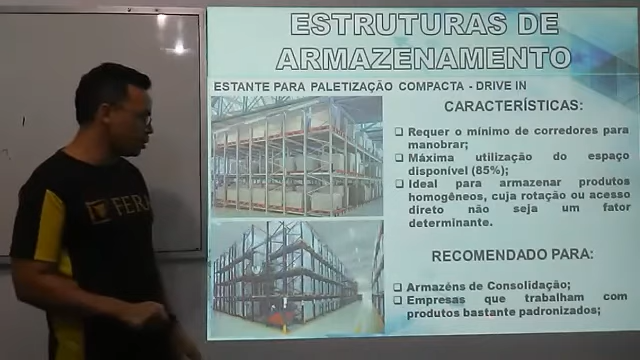 ESTRUTURAS DE
ARMAZENAMENTO
ESTANTE PARA PALETIZAÇÃO COMPACTA - DRIVE IN
CARACTERÍSTICAS:
❑ Requer o mínimo de corredores para
manobrar;
❑ Máxima utilização do espaço
disponível (85%);
❑ Ideal para armazenar produtos
homogêneos, cuja rotação ou acesso
direto não seja um fator
determinante.
RECOMENDADO PARA:
❑ Armazéns de Consolidação;
❑ Empresas que trabalham com
produtos bastante padronizados;